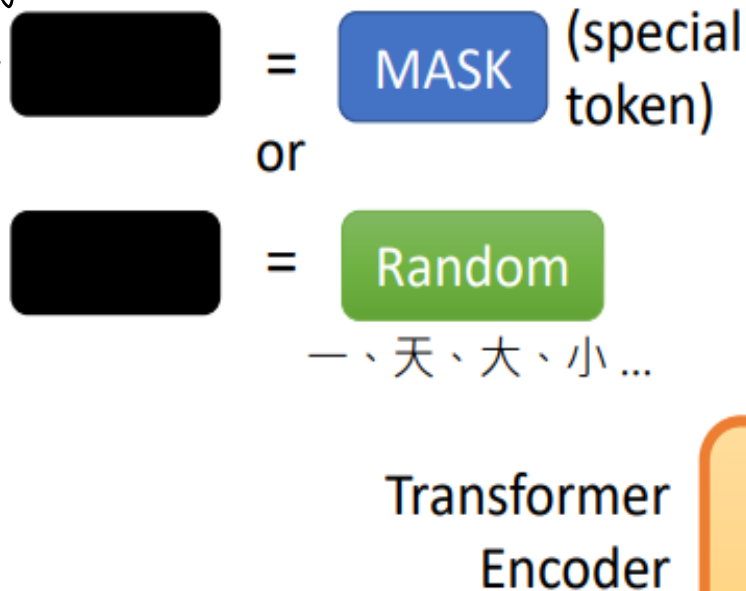 = MASK (special
token)
or
= Random
一、天、大、小 ...
Transformer
Encoder